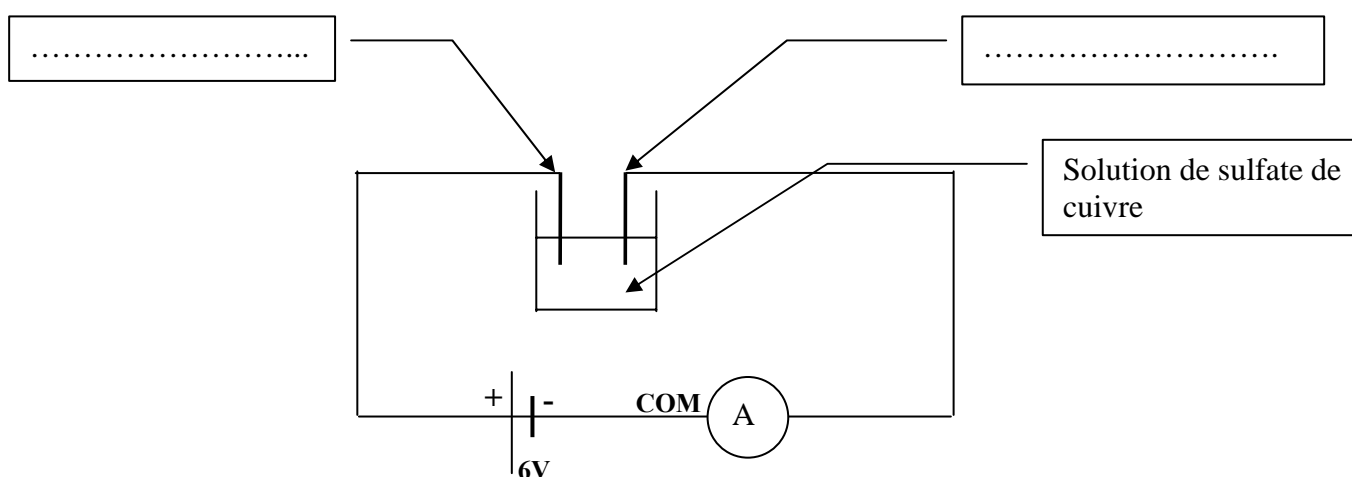 ……………………...
……………………….
Solution de sulfate de
cuivre
+
-
COM
A
6V